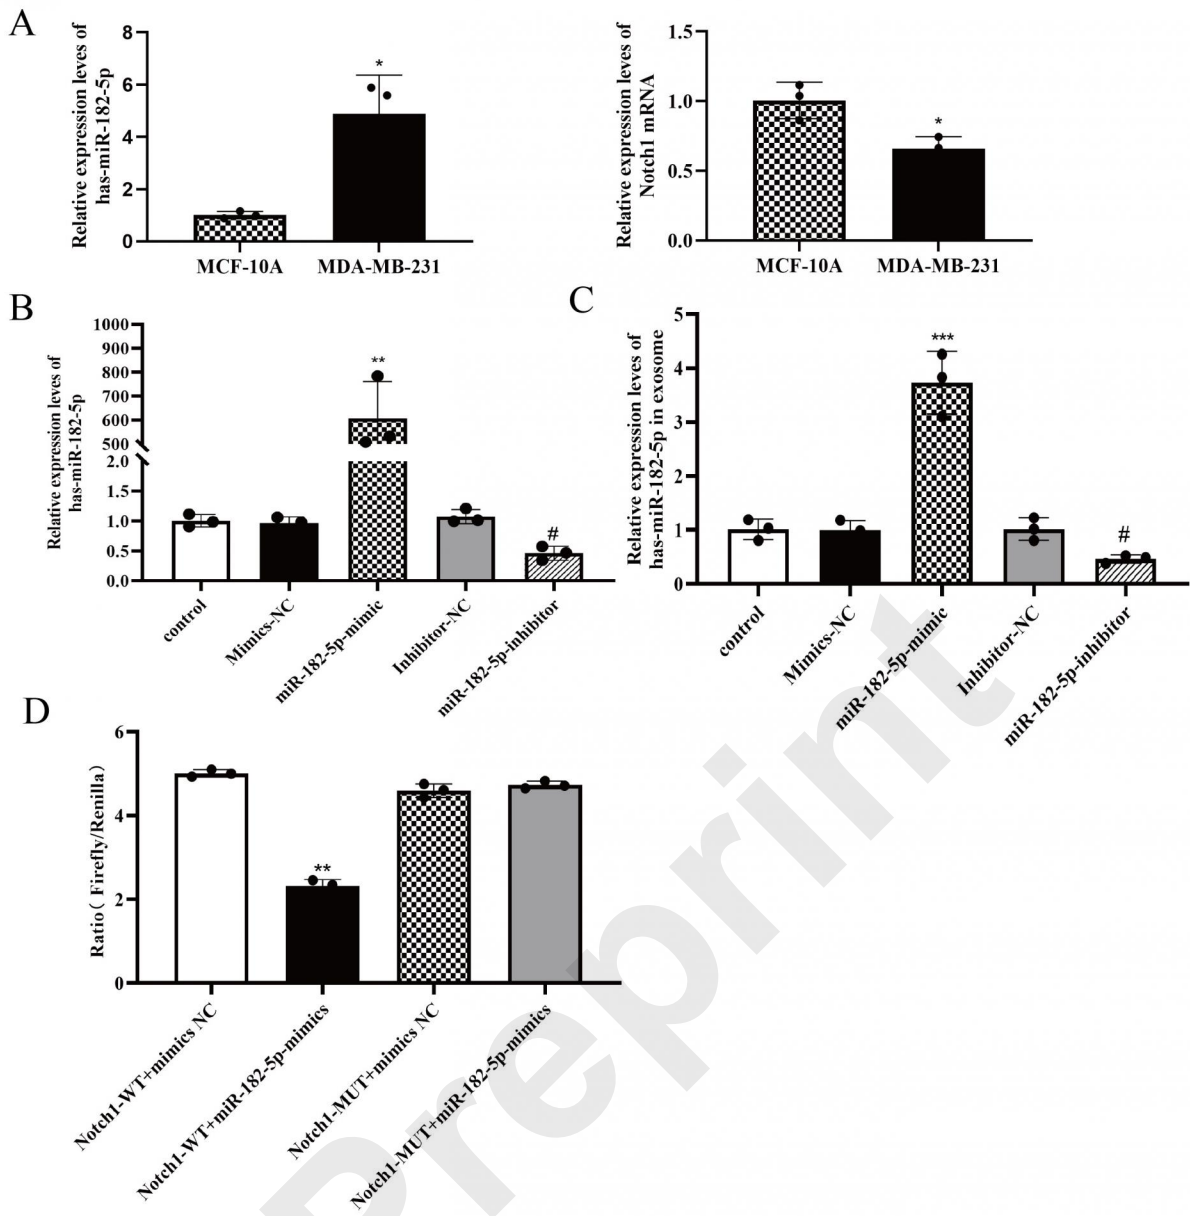 A
Relative expression leves of
has-miR-182-5p
8
6
4
2
0
*
MCF-10A
MDA-MB-231
Relative expression leves of
Notch1 mRNA
1.5
1.0
0.5
0.0
*
MCF-10A
MDA-MB-231
B
Relative expression leves of
has-miR-182-5p
1000
900
800
700
600
500
2.0
1.5
1.0
0.5
0.0
**
#
control
Mimics-NC
miR-182-5p-mimic
Inhibitor-NC
miR-182-5p-inhibitor
C
Relative expression leves of
has-miR-182-5p in exosome
5
4
3
2
1
0
***
#
control
Mimics-NC
miR-182-5p-mimic
Inhibitor-NC
miR-182-5p-inhibitor
D
Ratio( Firefly/Renilla)
6
4
2
0
**
Notch1-WT+mimics NC
Notch1-WT+miR-182-5p-mimics
Notch1-MUT+mimics NC
Notch1-MUT+miR-182-5p-mimics
Preprint